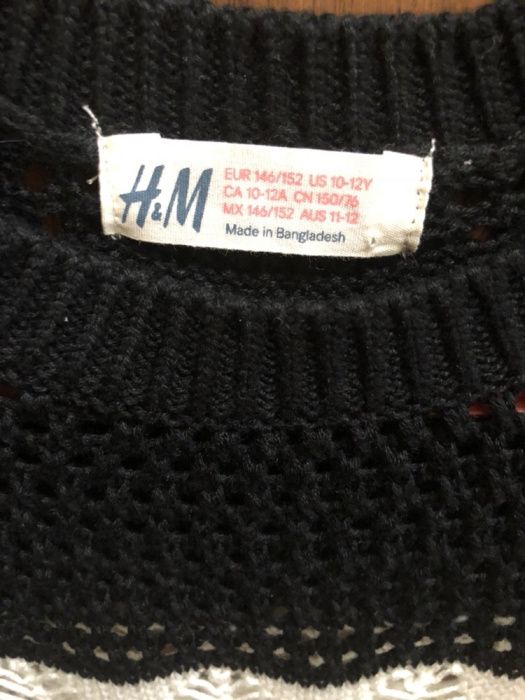 H&M
EUR 146/152 US 10-12Y
CA 10-12A CN 150/76
MX 146/152 AUS 11-12
Made in Bangladesh